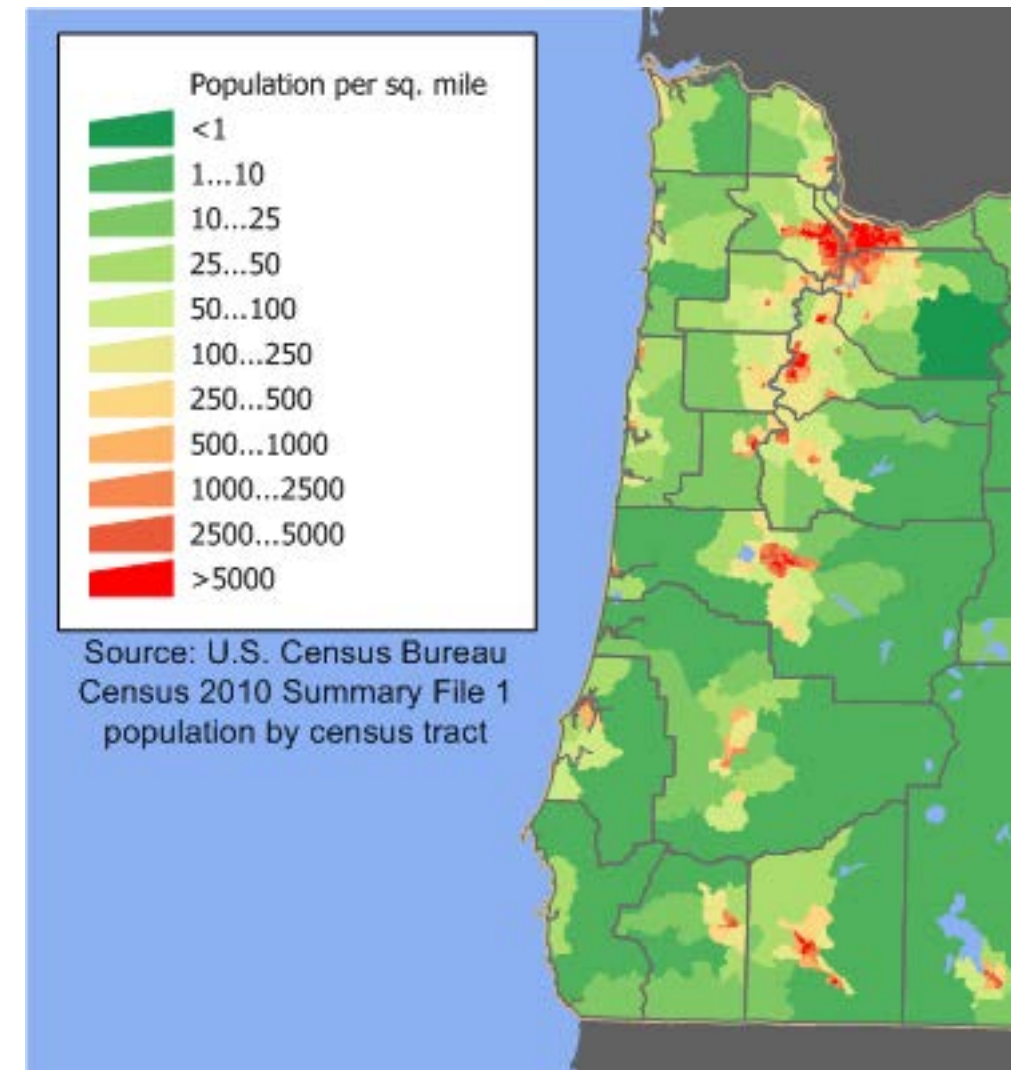 Population per sq. mile
<1
1...10
10...25
25...50
50...100
100...250
250...500
500...1000
1000...2500
2500...5000
>5000
Source: U.S. Census Bureau
Census 2010 Summary File 1
population by census tract